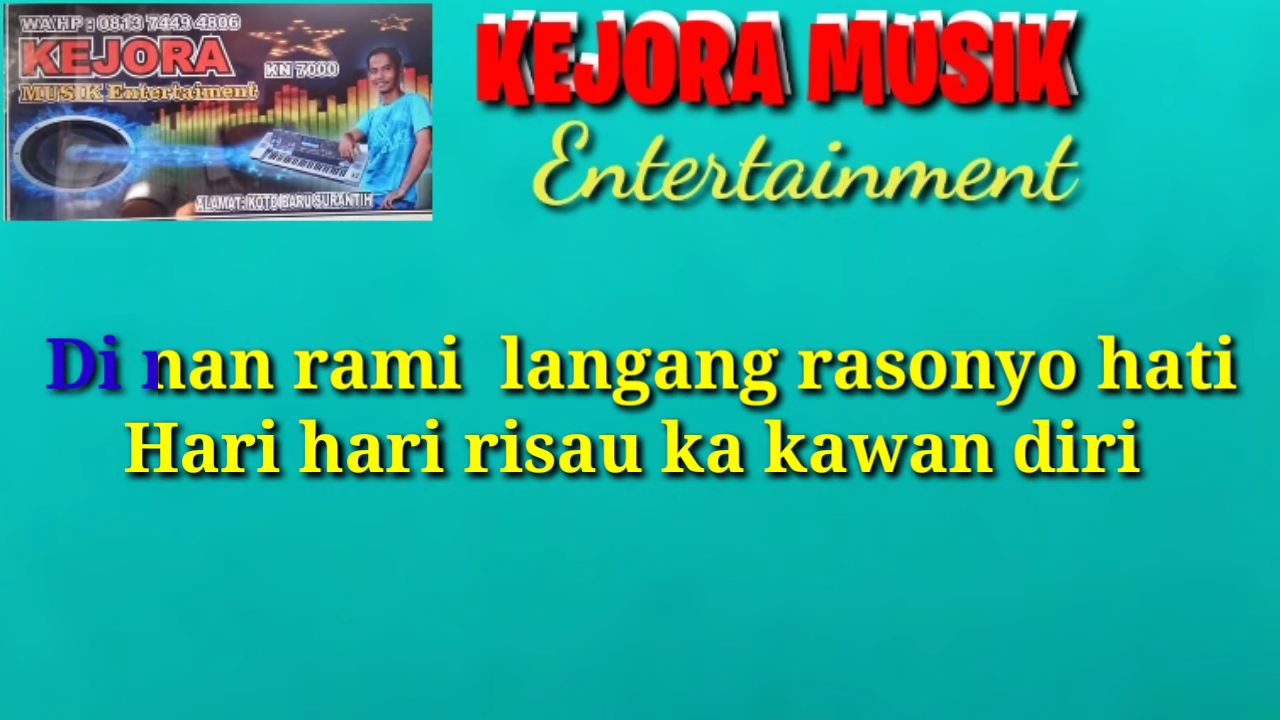 WA/HP : 0813 7449 4806
KEJORA
KN 7000
MUSIK Entertaiment
ALAMAT: KOTO BARU SURANTIH
KEJORA MUSIK
Entertainment
Di nan rami  langang rasonyo hati
Hari hari risau ka kawan diri